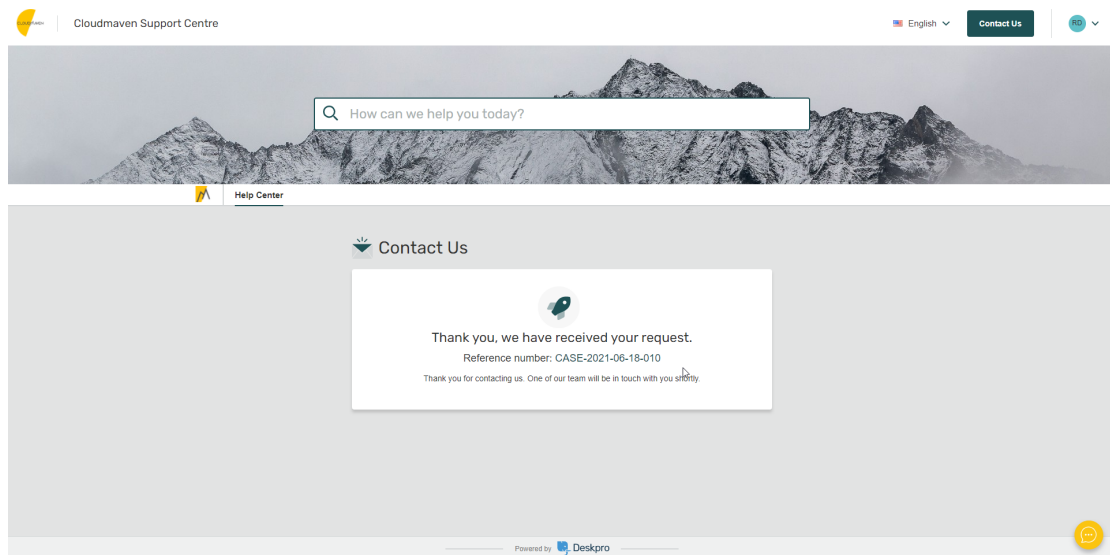 CLOUDMAVEN
Cloudmaven Support Centre
English
Contact Us
RD
How can we help you today?
Help Center
Contact Us
Thank you, we have received your request.
Reference number: CASE-2021-06-18-010
Thank you for contacting us. One of our team will be in touch with you shortly.
Powered by Deskpro